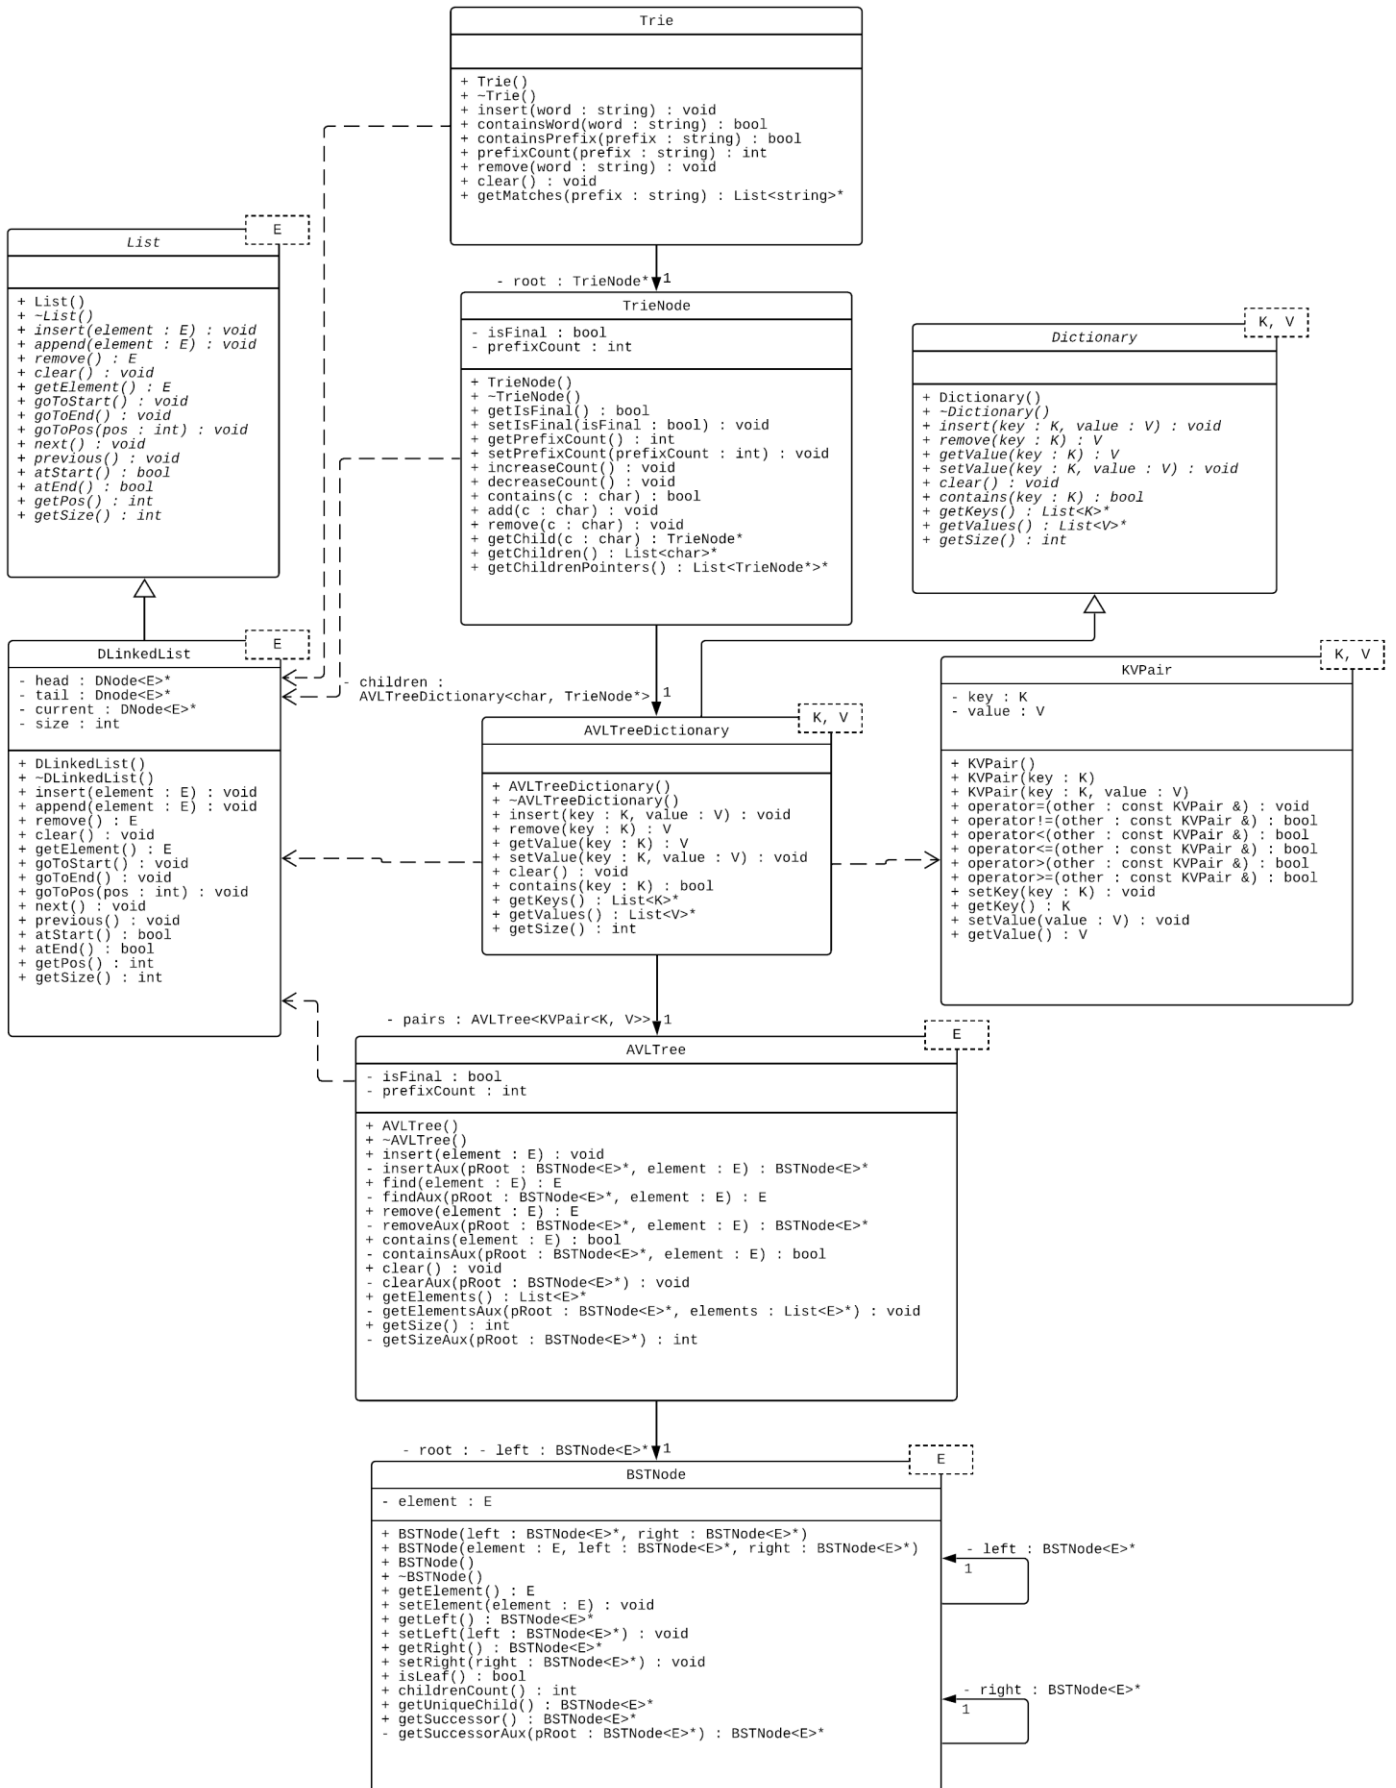 Trie
+ Trie()
+ ~Trie()
+ insert(word : string) : void
+ containsWord(word : string) : bool
+ containsPrefix(prefix : string) : bool
+ prefixCount(prefix : string) : int
+ remove(word : string) : void
+ clear() : void
+ getMatches(prefix : string) : List<string>*
- root : TrieNode*
1
E
List
+ List()
+ ~List()
+ insert(element : E) : void
+ append(element : E) : void
+ remove() : E
+ clear() : void
+ getElement() : E
+ goToStart() : void
+ goToEnd() : void
+ goToPos(pos : int) : void
+ next() : void
+ previous() : void
+ atStart() : bool
+ atEnd() : bool
+ getPos() : int
+ getSize() : int
TrieNode
- isFinal : bool
- prefixCount : int
+ TrieNode()
+ ~TrieNode()
+ getIsFinal() : bool
+ setIsFinal(isFinal : bool) : void
+ getPrefixCount() : int
+ setPrefixCount(prefixCount : int) : void
+ increaseCount() : void
+ decreaseCount() : void
+ contains(c : char) : bool
+ add(c : char) : void
+ remove(c : char) : void
+ getChild(c : char) : TrieNode*
+ getChildren() : List<char>*
+ getChildrenPointers() : List<TrieNode*>*
K, V
Dictionary
+ Dictionary()
+ ~Dictionary()
+ insert(key : K, value : V) : void
+ remove(key : K) : V
+ getValue(key : K) : V
+ setValue(key : K, value : V) : void
+ clear() : void
+ contains(key : K) : bool
+ getKeys() : List<K>*
+ getValues() : List<V>*
+ getSize() : int
E
DLinkedList
- head : DNode<E>*
- tail : Dnode<E>*
- current : DNode<E>*
- size : int
+ DLinkedList()
+ ~DLinkedList()
+ insert(element : E) : void
+ append(element : E) : void
+ remove() : E
+ clear() : void
+ getElement() : E
+ goToStart() : void
+ goToEnd() : void
+ goToPos(pos : int) : void
+ next() : void
+ previous() : void
+ atStart() : bool
+ atEnd() : bool
+ getPos() : int
+ getSize() : int
- children :
AVLTreeDictionary<char, TrieNode*>
1
K, V
AVLTreeDictionary
+ AVLTreeDictionary()
+ ~AVLTreeDictionary()
+ insert(key : K, value : V) : void
+ remove(key : K) : V
+ getValue(key : K) : V
+ setValue(key : K, value : V) : void
+ clear() : void
+ contains(key : K) : bool
+ getKeys() : List<K>*
+ getValues() : List<V>*
+ getSize() : int
K, V
KVPair
- key : K
- value : V
+ KVPair()
+ KVPair(key : K)
+ KVPair(key : K, value : V)
+ operator=(other : const KVPair &) : void
+ operator!=(other : const KVPair &) : bool
+ operator<(other : const KVPair &) : bool
+ operator<=(other : const KVPair &) : bool
+ operator>(other : const KVPair &) : bool
+ operator>=(other : const KVPair &) : bool
+ setKey(key : K) : void
+ getKey() : K
+ setValue(value : V) : void
+ getValue() : V
- pairs : AVLTree<KVPair<K, V>>
1
E
AVLTree
- isFinal : bool
- prefixCount : int
+ AVLTree()
+ ~AVLTree()
+ insert(element : E) : void
- insertAux(pRoot : BSTNode<E>*, element : E) : BSTNode<E>*
+ find(element : E) : E
- findAux(pRoot : BSTNode<E>*, element : E) : E
+ remove(element : E) : E
- removeAux(pRoot : BSTNode<E>*, element : E) : BSTNode<E>*
+ contains(element : E) : bool
- containsAux(pRoot : BSTNode<E>*, element : E) : bool
+ clear() : void
- clearAux(pRoot : BSTNode<E>*) : void
+ getElements() : List<E>*
- getElementsAux(pRoot : BSTNode<E>*, elements : List<E>*) : void
+ getSize() : int
- getSizeAux(pRoot : BSTNode<E>*) : int
- root : - left : BSTNode<E>*
1
E
BSTNode
- element : E
+ BSTNode(left : BSTNode<E>*, right : BSTNode<E>*)
+ BSTNode(element : E, left : BSTNode<E>*, right : BSTNode<E>*)
+ BSTNode()
+ ~BSTNode()
+ getElement() : E
+ setElement(element : E) : void
+ getLeft() : BSTNode<E>*
+ setLeft(left : BSTNode<E>*) : void
+ getRight() : BSTNode<E>*
+ setRight(right : BSTNode<E>*) : void
+ isLeaf() : bool
+ childrenCount() : int
+ getUniqueChild() : BSTNode<E>*
+ getSuccessor() : BSTNode<E>*
- getSuccessorAux(pRoot : BSTNode<E>*) : BSTNode<E>*
- left : BSTNode<E>*
1
- right : BSTNode<E>*
1